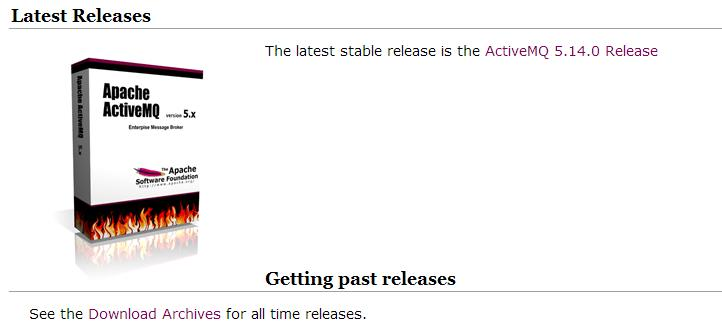 Latest Releases
The latest stable release is the ActiveMQ 5.14.0 Release
Apache
ActiveMQ version 5.x
Enterpise Message Broker
Apache ActiveMQ 5.x
The Apache
Software Foundation
http://www.apache.org/
Getting past releases
See the Download Archives for all time releases.